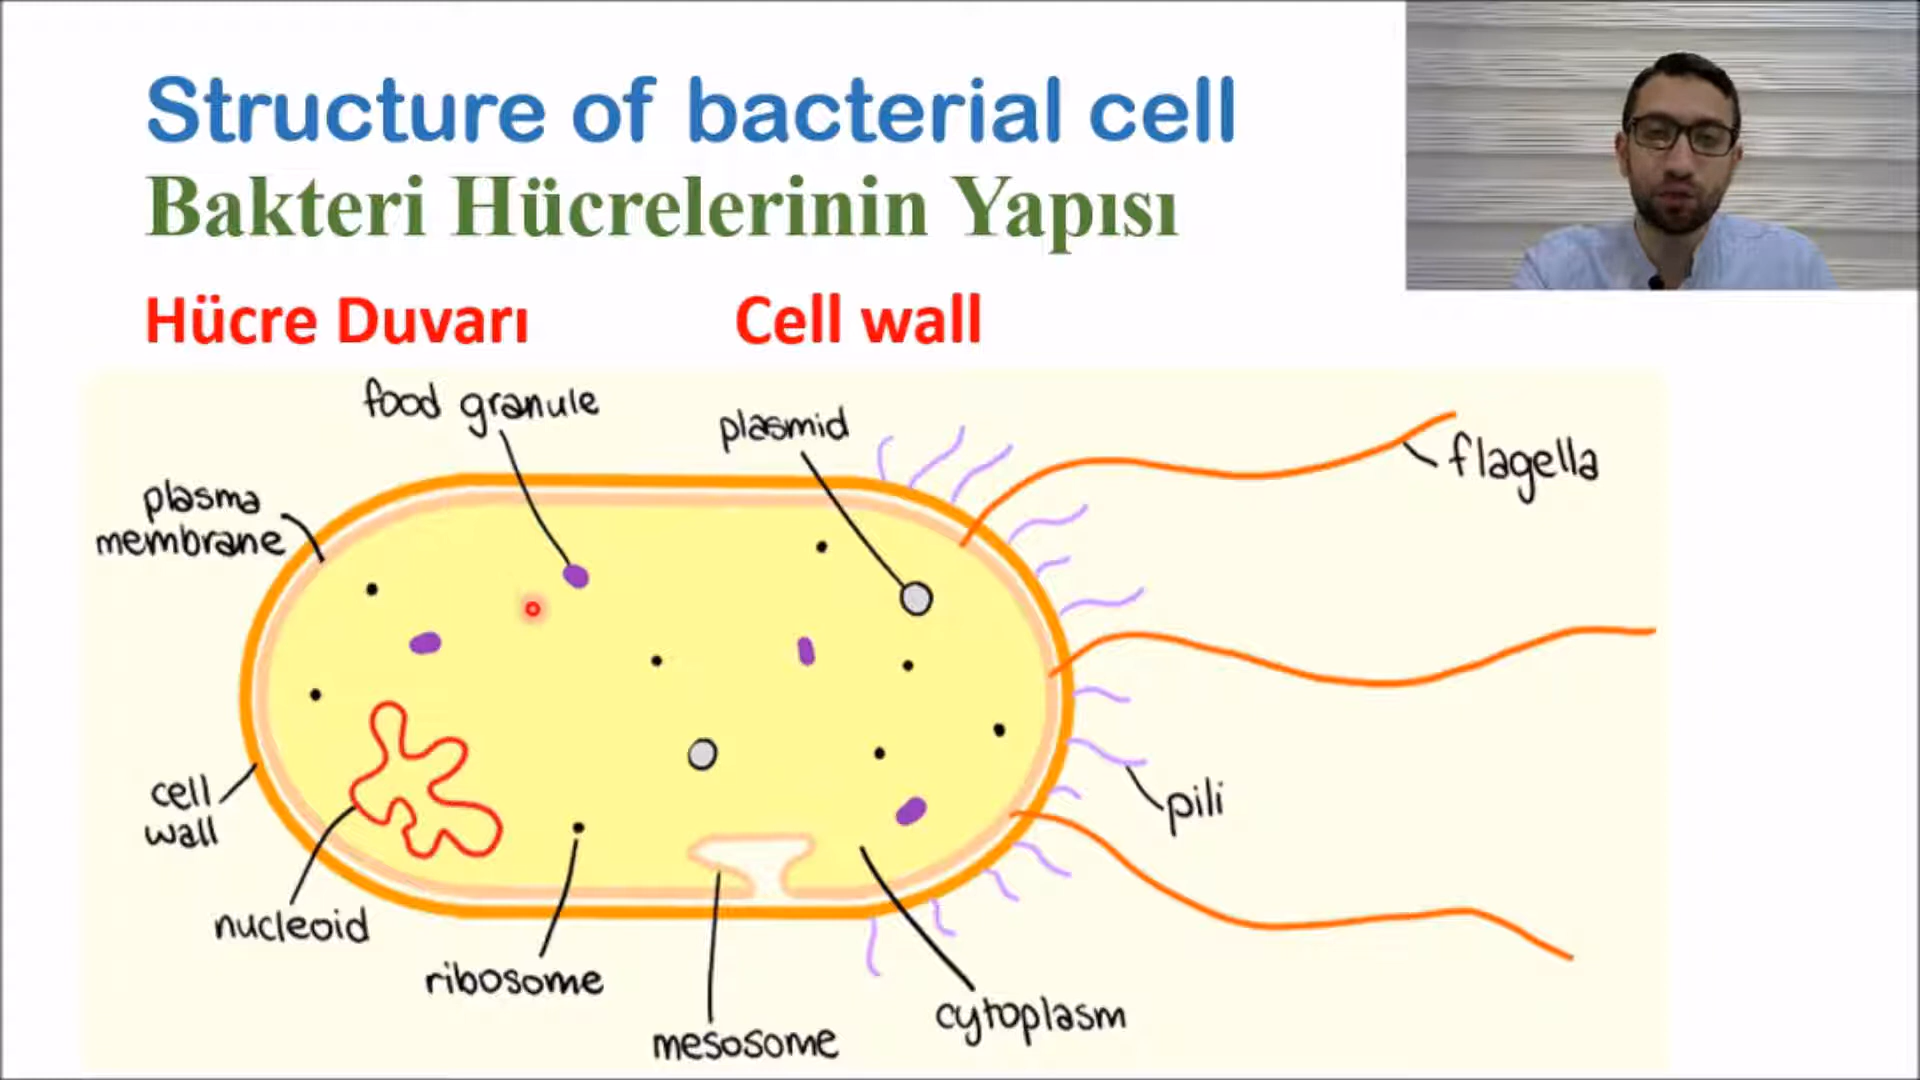 Structure of bacterial cell
Bakteri Hücrelerinin Yapısı
Hücre Duvarı Cell wall
food granule
plasmid
flagella
plasma
membrane
cell
wall
pili
nucleoid
ribosome
mesosome
cytoplasm